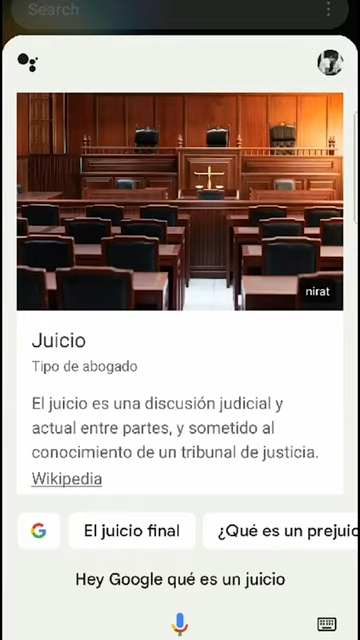 Search
nirat
Juicio
Tipo de abogado
El juicio es una discusión judicial y
actual entre partes, y sometido al
conocimiento de un tribunal de justicia.
Wikipedia
El juicio final
¿Qué es un prejuic
Hey Google qué es un juicio